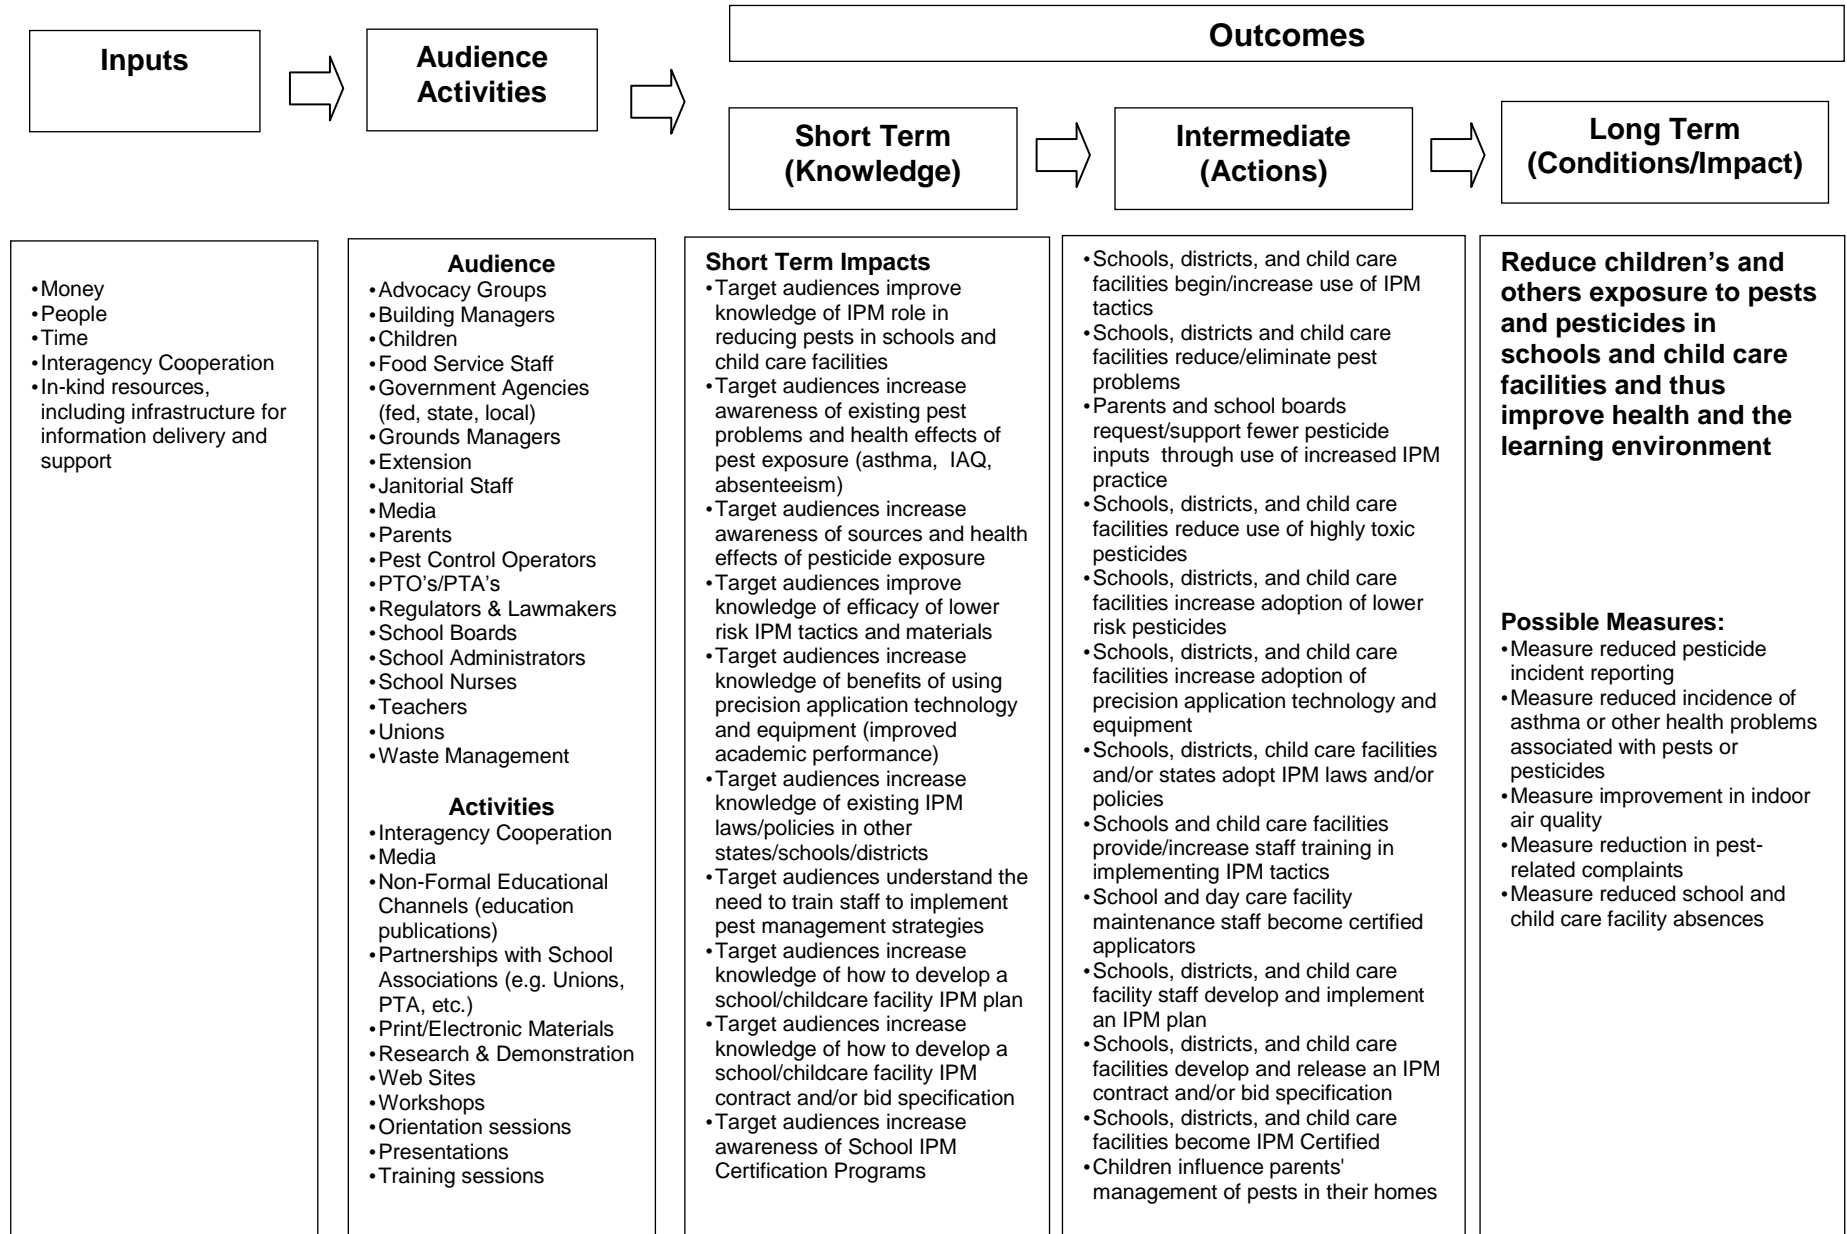 Inputs
Audience
Activities
Outcomes
Short Term
(Knowledge)
Intermediate
(Actions)
Long Term
(Conditions/Impact)
•Money
•People
•Time
•Interagency Cooperation
•In-kind resources,
including infrastructure for
information delivery and
support
Audience
•Advocacy Groups
•Building Managers
•Children
•Food Service Staff
•Government Agencies
(fed, state, local)
•Grounds Managers
•Extension
•Janitorial Staff
•Media
•Parents
•Pest Control Operators
•PTO's/PTA's
•Regulators & Lawmakers
•School Boards
•School Administrators
•School Nurses
•Teachers
•Unions
•Waste Management
Activities
•Interagency Cooperation
•Media
•Non-Formal Educational
Channels (education
publications)
•Partnerships with School
Associations (e.g. Unions,
PTA, etc.)
•Print/Electronic Materials
•Research & Demonstration
•Web Sites
•Workshops
•Orientation sessions
•Presentations
•Training sessions
Short Term Impacts
•Target audiences improve
knowledge of IPM role in
reducing pests in schools and
child care facilities
•Target audiences increase
awareness of existing pest
problems and health effects of
pest exposure (asthma, IAQ,
absenteeism)
•Target audiences increase
awareness of sources and health
effects of pesticide exposure
•Target audiences improve
knowledge of efficacy of lower
risk IPM tactics and materials
•Target audiences increase
knowledge of benefits of using
precision application technology
and equipment (improved
academic performance)
•Target audiences increase
knowledge of existing IPM
laws/policies in other
states/schools/districts
•Target audiences understand the
need to train staff to implement
pest management strategies
•Target audiences increase
knowledge of how to develop a
school/childcare facility IPM plan
•Target audiences increase
knowledge of how to develop a
school/childcare facility IPM
contract and/or bid specification
•Target audiences increase
awareness of School IPM
Certification Programs
•Schools, districts, and child care
facilities begin/increase use of IPM
tactics
•Schools, districts and child care
facilities reduce/eliminate pest
problems
•Parents and school boards
request/support fewer pesticide
inputs through use of increased IPM
practice
•Schools, districts, and child care
facilities reduce use of highly toxic
pesticides
•Schools, districts, and child care
facilities increase adoption of lower
risk pesticides
•Schools, districts, and child care
facilities increase adoption of
precision application technology and
equipment
•Schools, districts, child care facilities
and/or states adopt IPM laws and/or
policies
•Schools and child care facilities
provide/increase staff training in
implementing IPM tactics
•School and day care facility
maintenance staff become certified
applicators
•Schools, districts, and child care
facility staff develop and implement
an IPM plan
•Schools, districts, and child care
facilities develop and release an IPM
contract and/or bid specification
•Schools, districts, and child care
facilities become IPM Certified
•Children influence parents'
management of pests in their homes
Reduce children's and
others exposure to pests
and pesticides in
schools and child care
facilities and thus
improve health and the
learning environment
Possible Measures:
•Measure reduced pesticide
incident reporting
•Measure reduced incidence of
asthma or other health problems
associated with pests or
pesticides
•Measure improvement in indoor
air quality
•Measure reduction in pest-
related complaints
•Measure reduced school and
child care facility absences